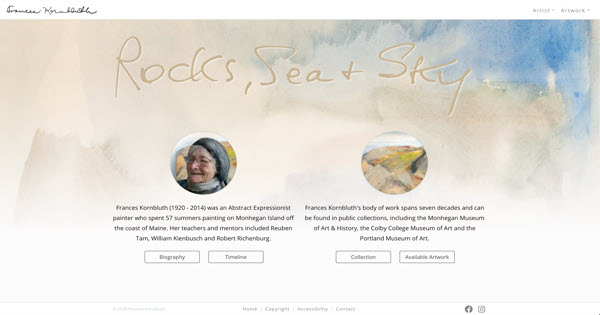 Frances Kornbluth
Artist
Artwork
Rocks, Sea + Sky
Frances Kornbluth (1920 - 2014) was an Abstract Expressionist
painter who spent 57 summers painting on Monhegan Island off
the coast of Maine. Her teachers and mentors included Reuben
Tam, William Kienbusch and Robert Richenburg.
Biography
Timeline
Frances Kornbluth's body of work spans seven decades and can
be found in public collections, including the Monhegan Museum
of Art & History, the Colby College Museum of Art and the
Portland Museum of Art.
Collection
Available Artwork
Home | Copyright | Accessibility | Contact